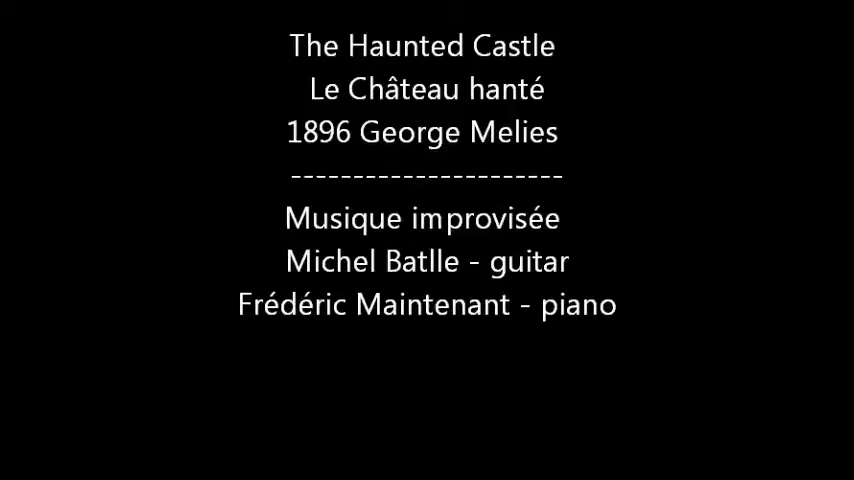 The Haunted Castle
Le Château hanté
1896 George Melies
----------------------
Musique improvisée
Michel Batlle - guitar
Frédéric Maintenant - piano